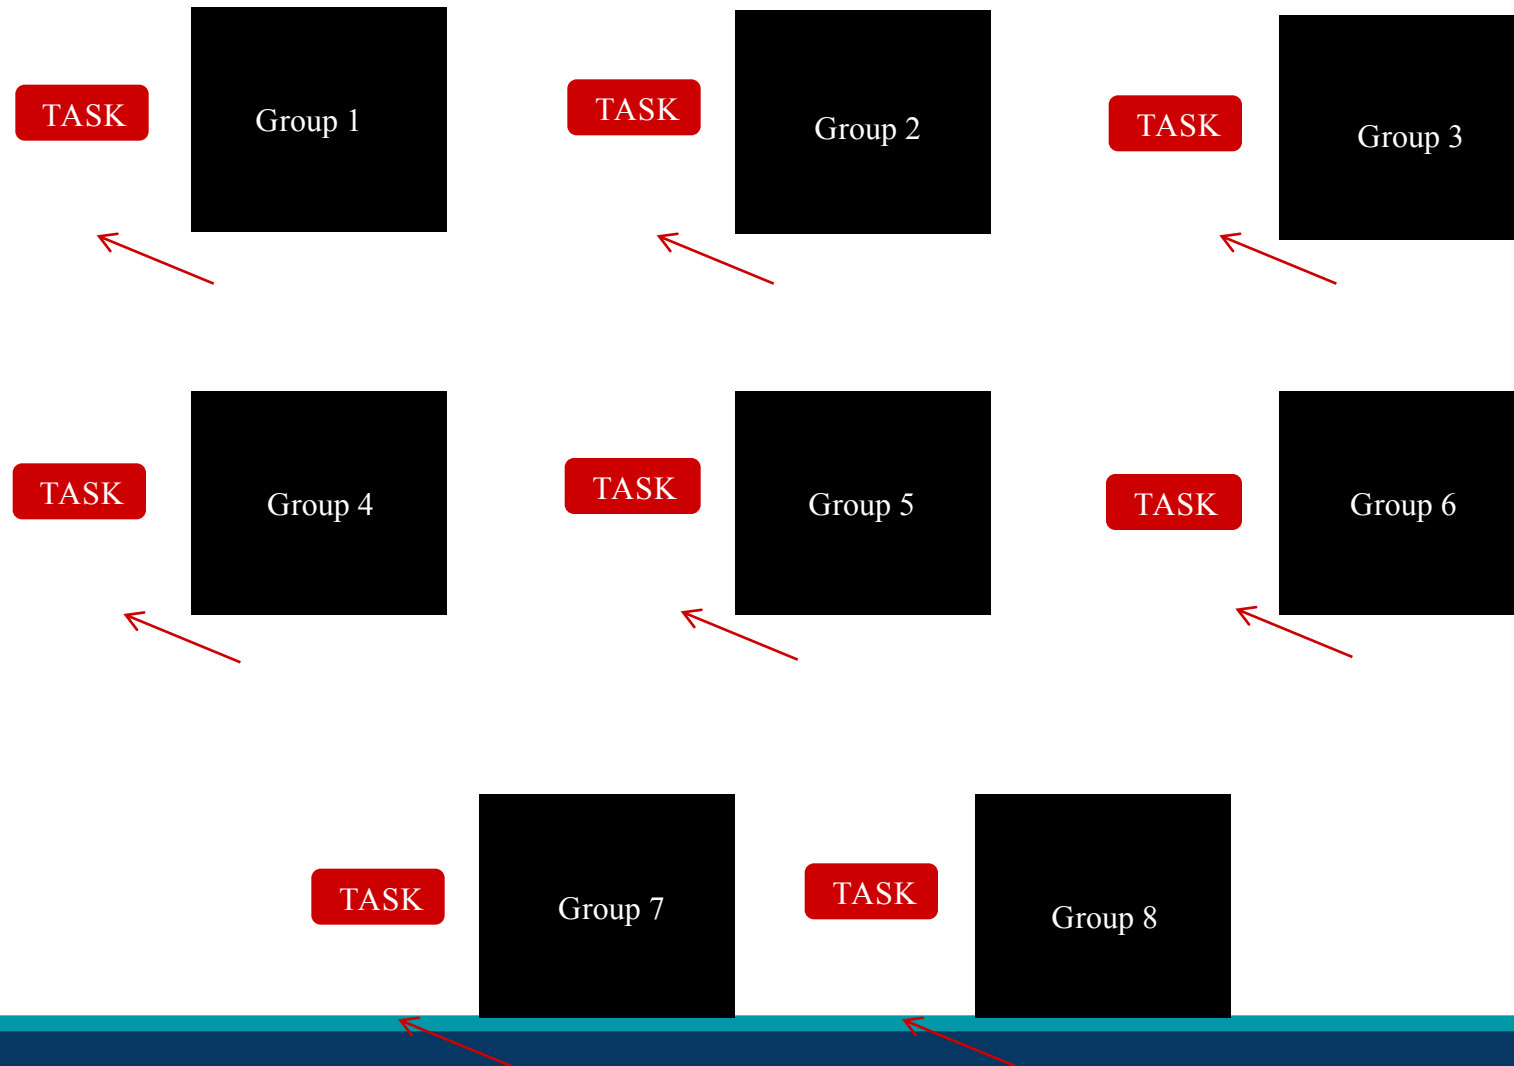 TASK
Group 1
TASK
Group 2
TASK
Group 3
TASK
Group 4
TASK
Group 5
TASK
Group 6
TASK
Group 7
TASK
Group 8